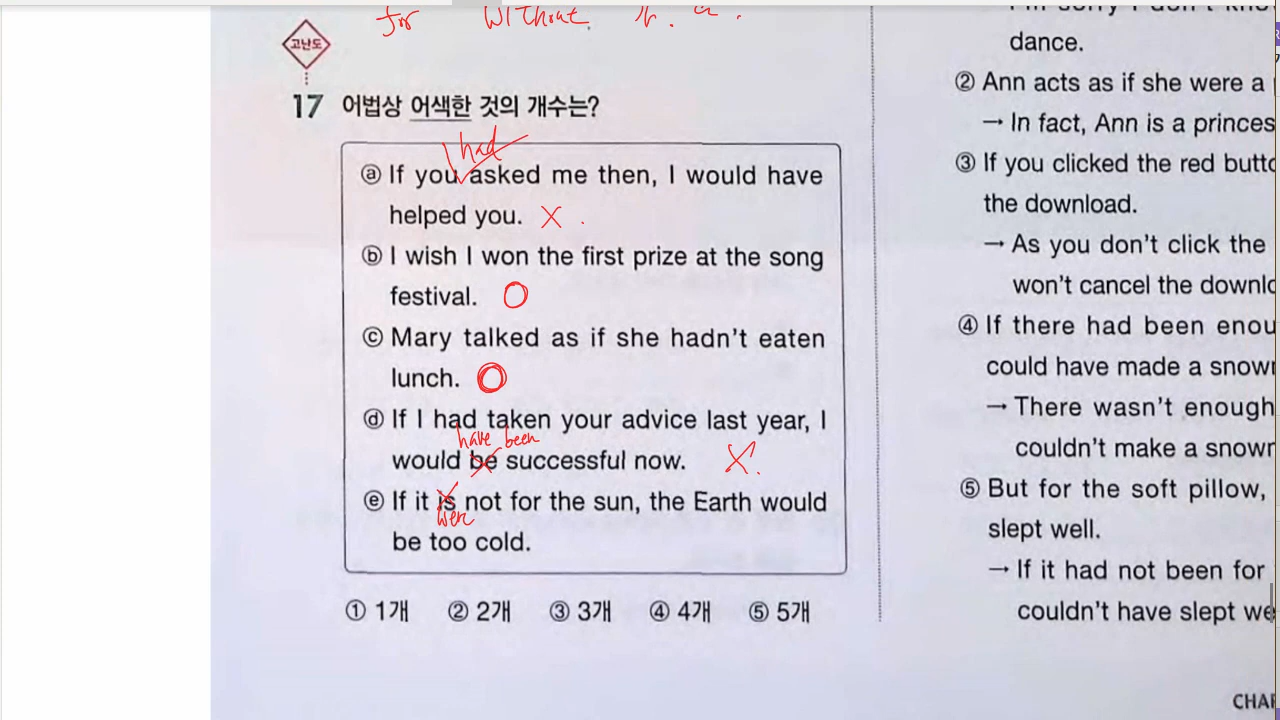 for without
고난도
17 어법상 어색한 것의 개수는?
had
ⓐ If you asked me then, I would have
helped you. X
ⓑ I wish I won the first prize at the song
festival. O
ⓒ Mary talked as if she hadn't eaten
lunch. O
ⓓ If I had taken your advice last year, I
have been
would be successful now. X.
ⓔ If it is not for the sun, the Earth would
were
be too cold.
① 1개 ② 2개 ③ 3개 ④ 4개 ⑤ 5개
dance.
② Ann acts as if she were a
→ In fact, Ann is a princes
③ If you clicked the red butto
the download.
→ As you don't click the
won't cancel the downlo
④ If there had been enou
could have made a snow
→ There wasn't enough
couldn't make a snow
⑤ But for the soft pillow,
slept well.
→ If it had not been for
couldn't have slept we
CHA